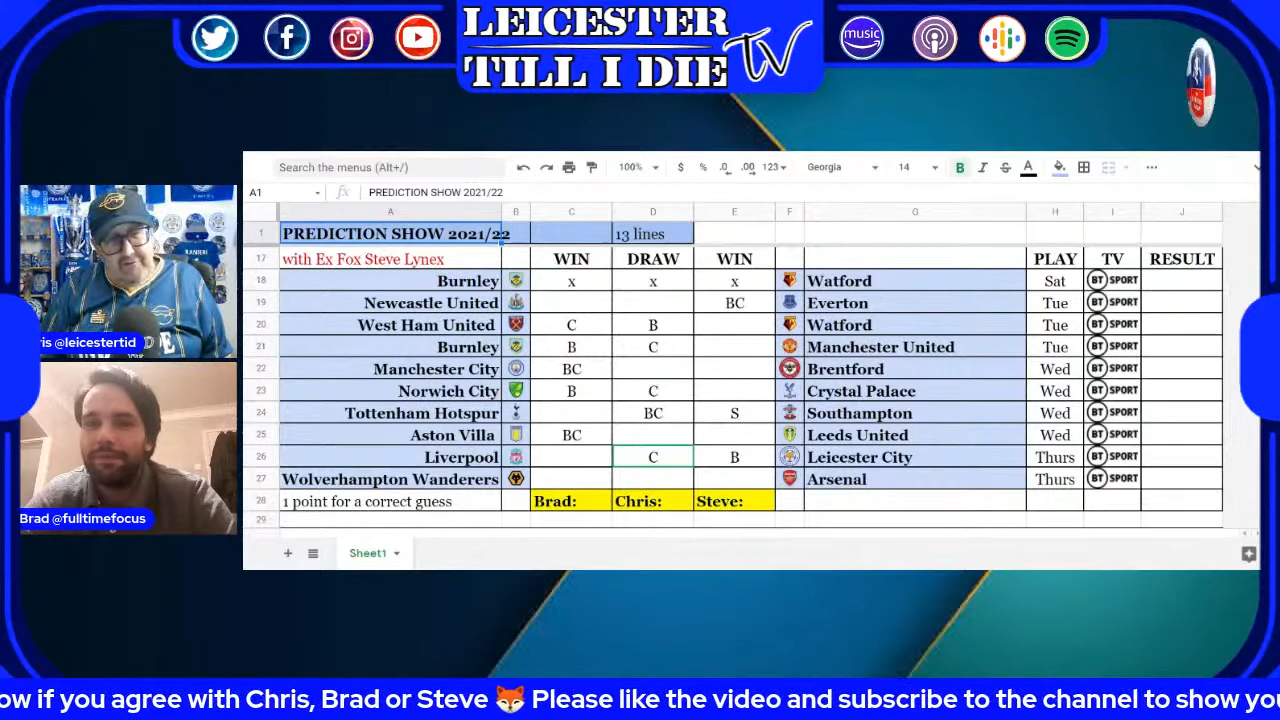 LEICESTER
TILL I DIE TV
music
Search the menus (Alt+/)
100%
$
%
.0
.00
123
Georgia
14
B
I
S
A
A1
fx
PREDICTION SHOW 2021/22
A B C D E F G H I J
1 PREDICTION SHOW 2021/22 13 lines
17 with Ex Fox Steve Lynex WIN DRAW WIN PLAY TV RESULT
18 Burnley x x x Watford Sat BT SPORT
19 Newcastle United BC Everton Tue BT SPORT
20 West Ham United C B Watford Tue BT SPORT
21 Burnley B C Manchester United Tue BT SPORT
22 Manchester City BC Brentford Wed BT SPORT
23 Norwich City B C Crystal Palace Wed BT SPORT
24 Tottenham Hotspur BC S Southampton Wed BT SPORT
25 Aston Villa BC Leeds United Wed BT SPORT
26 Liverpool C B Leicester City Thurs BT SPORT
27 Wolverhampton Wanderers Arsenal Thurs BT SPORT
28 1 point for a correct guess Brad: Chris: Steve:
29
+ Sheet1
RANIERI
ris @leicestertid
Brad @fulltimefocus
ow if you agree with Chris, Brad or Steve 🦊 Please like the video and subscribe to the channel to show you